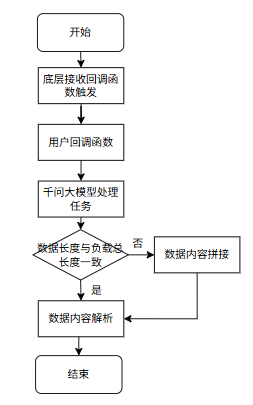 开始
底层接收回调函
数触发
用户回调函数
千问大模型处理
任务
数据长度与负载总
长度一致
否
数据内容拼接
是
数据内容解析
结束